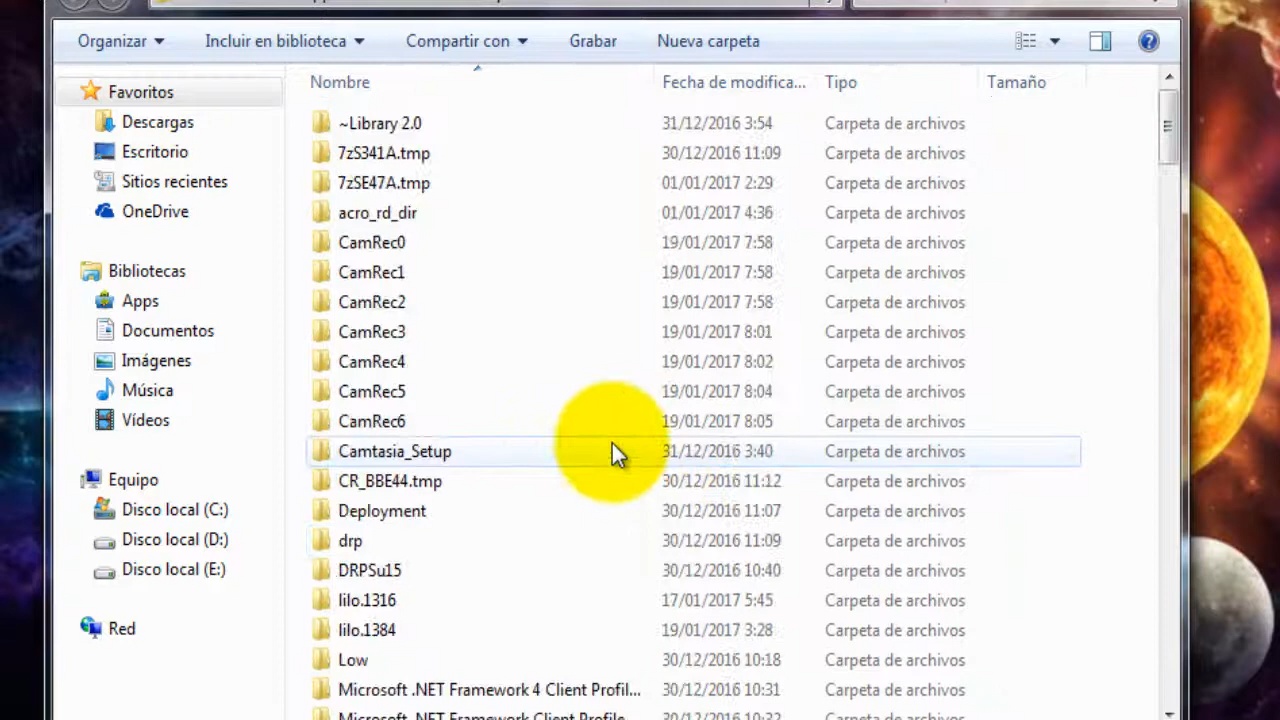 Organizar Incluir en biblioteca Compartir con Grabar Nueva carpeta
Nombre Fecha de modifica... Tipo Tamaño
Favoritos
Descargas
Escritorio
Sitios recientes
OneDrive
Bibliotecas
Apps
Documentos
Imágenes
Música
Vídeos
Equipo
Disco local (C:)
Disco local (D:)
Disco local (E:)
Red
~Library 2.0 31/12/2016 3:54 Carpeta de archivos
7zS341A.tmp 30/12/2016 11:09 Carpeta de archivos
7zSE47A.tmp 01/01/2017 2:29 Carpeta de archivos
acro_rd_dir 01/01/2017 4:36 Carpeta de archivos
CamRec0 19/01/2017 7:58 Carpeta de archivos
CamRec1 19/01/2017 7:58 Carpeta de archivos
CamRec2 19/01/2017 7:58 Carpeta de archivos
CamRec3 19/01/2017 8:01 Carpeta de archivos
CamRec4 19/01/2017 8:02 Carpeta de archivos
CamRec5 19/01/2017 8:04 Carpeta de archivos
CamRec6 19/01/2017 8:05 Carpeta de archivos
Camtasia_Setup 31/12/2016 3:40 Carpeta de archivos
CR_BBE44.tmp 30/12/2016 11:12 Carpeta de archivos
Deployment 30/12/2016 11:07 Carpeta de archivos
drp 30/12/2016 11:09 Carpeta de archivos
DRPSu15 30/12/2016 10:40 Carpeta de archivos
lilo.1316 17/01/2017 5:45 Carpeta de archivos
lilo.1384 19/01/2017 3:28 Carpeta de archivos
Low 30/12/2016 10:18 Carpeta de archivos
Microsoft .NET Framework 4 Client Profil... 30/12/2016 10:31 Carpeta de archivos
Microsoft .NET Framework 4 Client Profile 30/12/2016 10:32 Carpeta de archivos